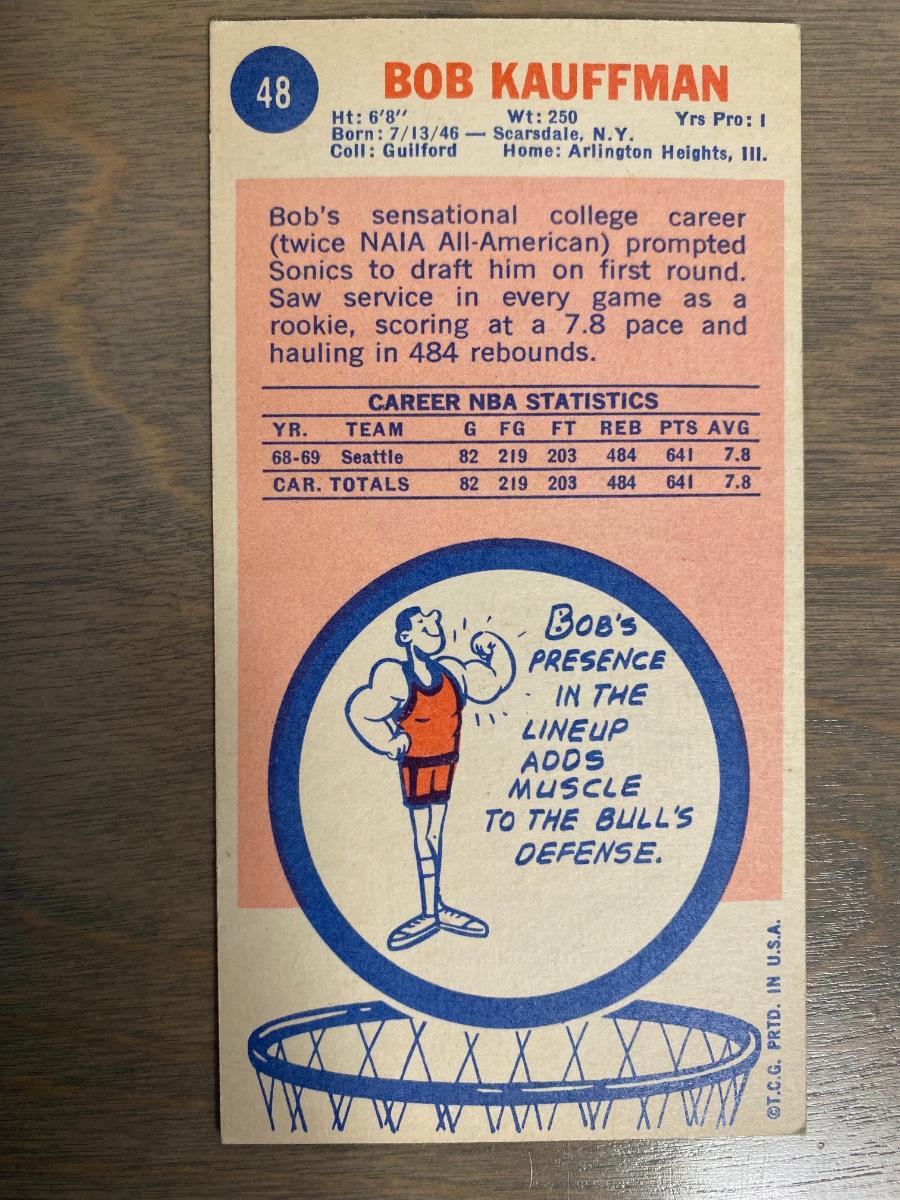 48
BOB KAUFFMAN
Ht: 6'8" Wt: 250 Yrs Pro: 1
Born: 7/13/46 — Scarsdale, N.Y.
Coll: Guilford Home: Arlington Heights, Ill.
Bob's sensational college career
(twice NAIA All-American) prompted
Sonics to draft him on first round.
Saw service in every game as a
rookie, scoring at a 7.8 pace and
hauling in 484 rebounds.
CAREER NBA STATISTICS
YR. TEAM G FG FT REB PTS AVG
68-69 Seattle 82 219 203 484 641 7.8
CAR. TOTALS 82 219 203 484 641 7.8
BOB'S
PRESENCE
IN THE
LINEUP
ADDS
MUSCLE
TO THE BULL'S
DEFENSE.
©T.C.G. PRTD. IN U.S.A.